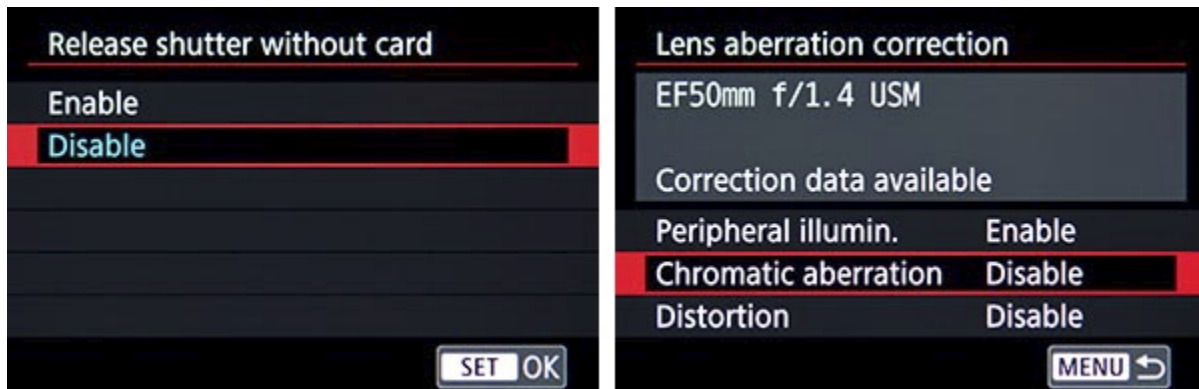 Release shutter without card
Enable
Disable
SET OK
Lens aberration correction
EF50mm f/1.4 USM
Correction data available
Peripheral illumin. Enable
Chromatic aberration Disable
Distortion Disable
MENU